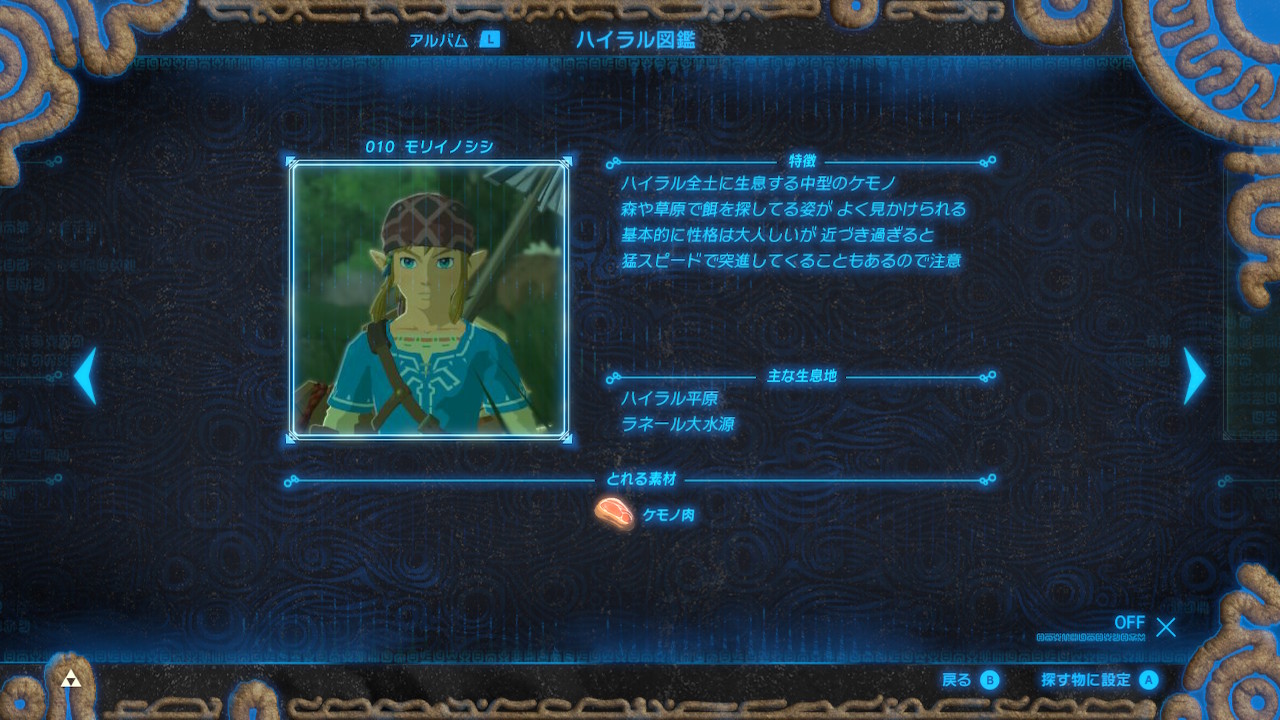 アルバム L
ハイラル図鑑
010 モリイノシシ
特徴
ハイラル全土に生息する中型のケモノ
森や草原で餌を探してる姿が よく見かけられる
基本的に性格は大人しいが 近づき過ぎると
猛スピードで突進してくることもあるので注意
主な生息地
ハイラル平原
ラネール大水源
とれる素材
ケモノ肉
OFF
戻る B 探す物に設定 A